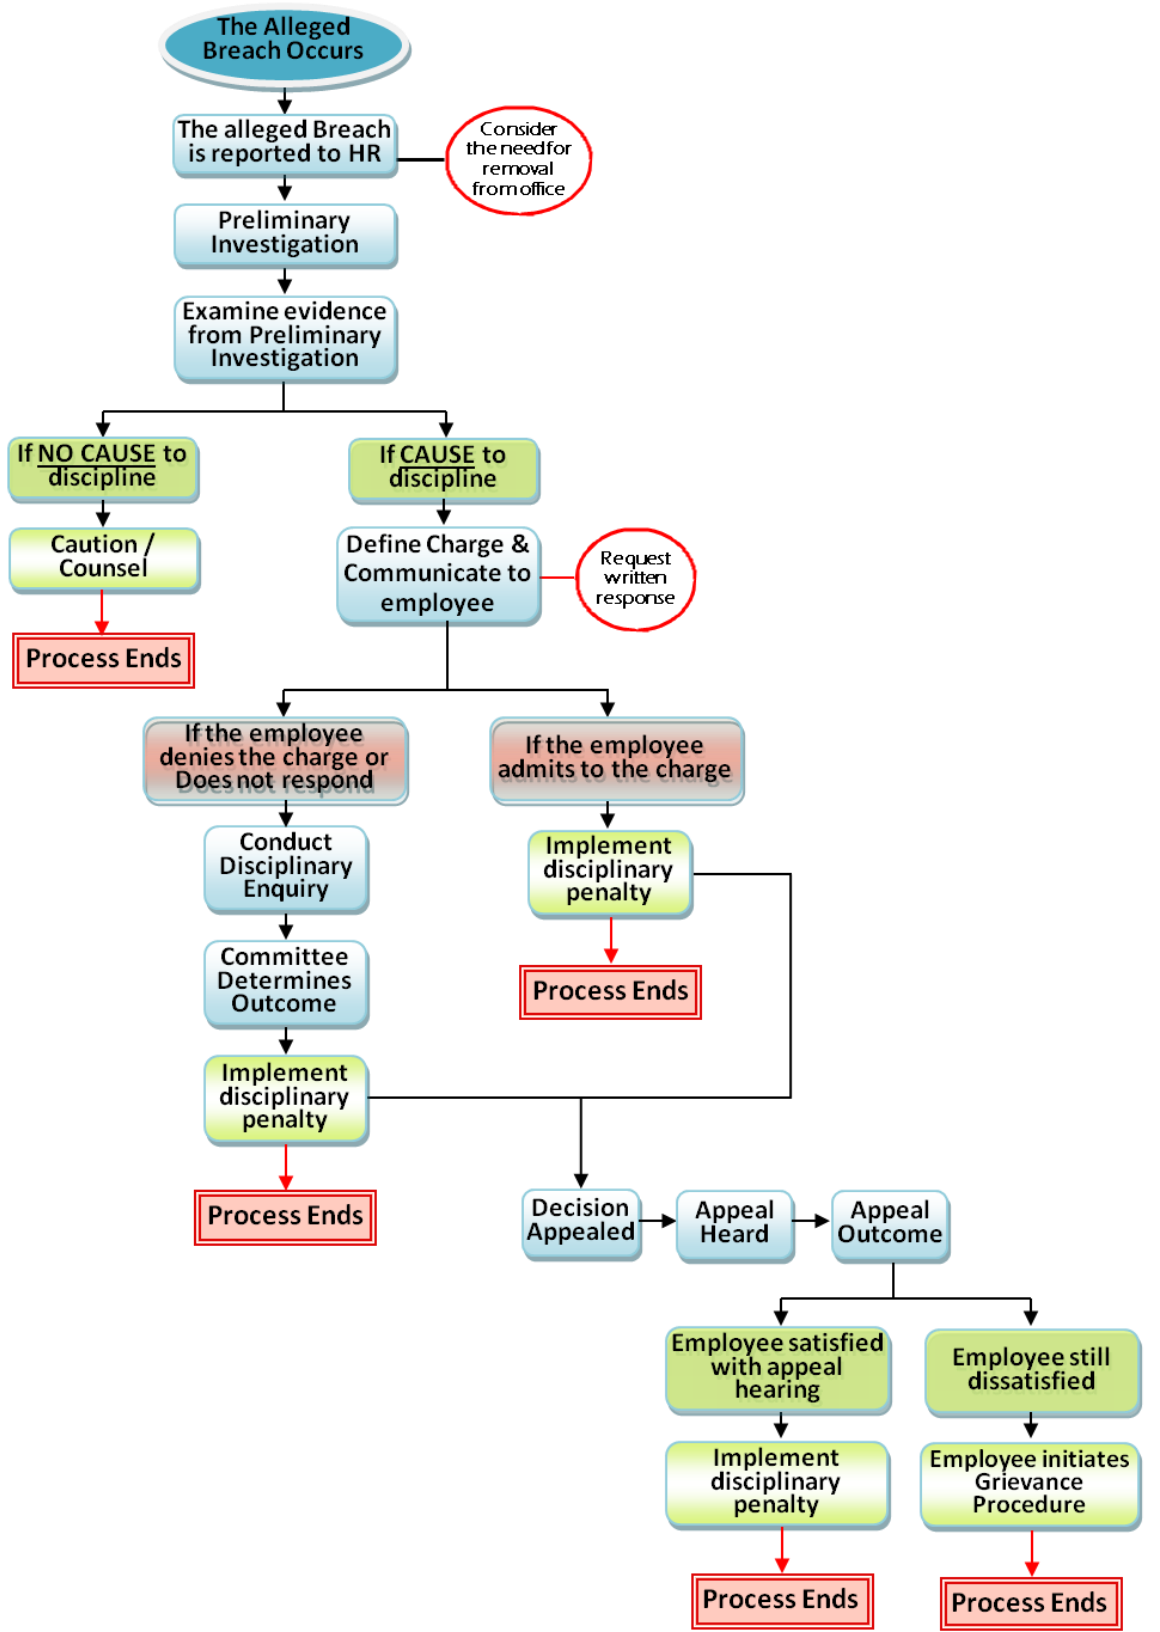 The Alleged
Breach Occurs
The alleged Breach
is reported to HR
Consider
the need for
removal
from office
Preliminary
Investigation
Examine evidence
from Preliminary
Investigation
If NO CAUSE to
discipline
If CAUSE to
discipline
Caution /
Counsel
Define Charge &
Communicate to
employee
Request
written
response
Process Ends
If the employee
denies the charge or
Does not respond
If the employee
admits to the charge
Conduct
Disciplinary
Enquiry
Implement
disciplinary
penalty
Committee
Determines
Outcome
Process Ends
Implement
disciplinary
penalty
Process Ends
Decision
Appealed
Appeal
Heard
Appeal
Outcome
Employee satisfied
with appeal
hearing
Employee still
dissatisfied
Implement
disciplinary
penalty
Employee initiates
Grievance
Procedure
Process Ends
Process Ends